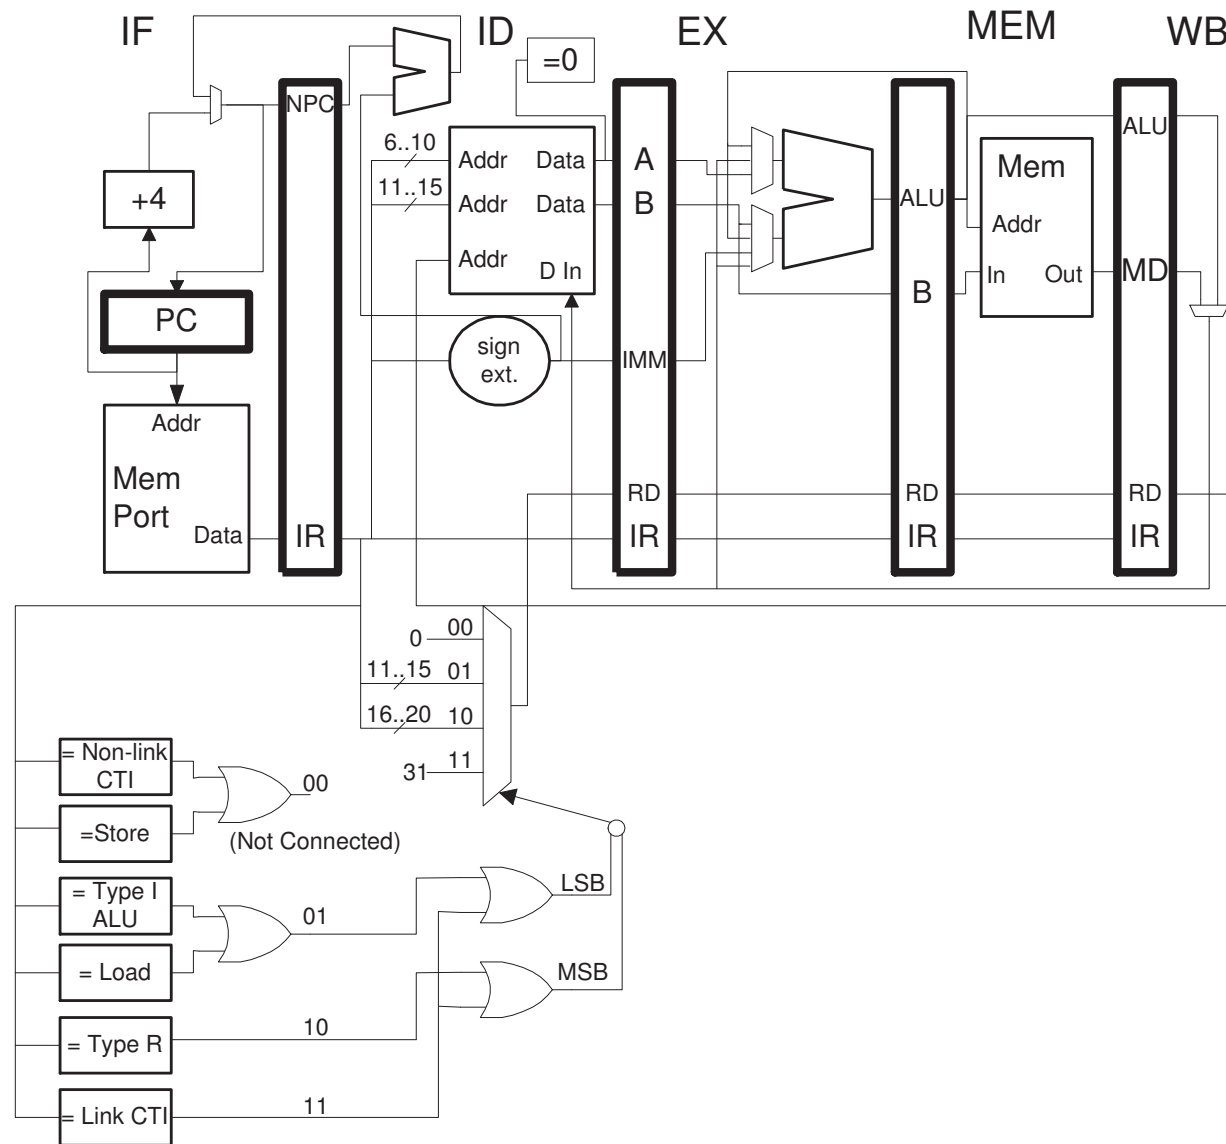 IF
ID
EX
MEM
WB
=0
NPC
+4
PC
Addr
Mem
Port
Data
IR
6..10
11..15
Addr
Data
Addr
Data
Addr
D In
sign
ext.
A
B
IMM
RD
IR
ALU
B
RD
IR
Mem
Addr
In
Out
ALU
MD
RD
IR
0
00
11..15
01
16..20
10
31
11
= Non-link
CTI
00
=Store
(Not Connected)
= Type I
ALU
01
= Load
LSB
MSB
= Type R
10
= Link CTI
11